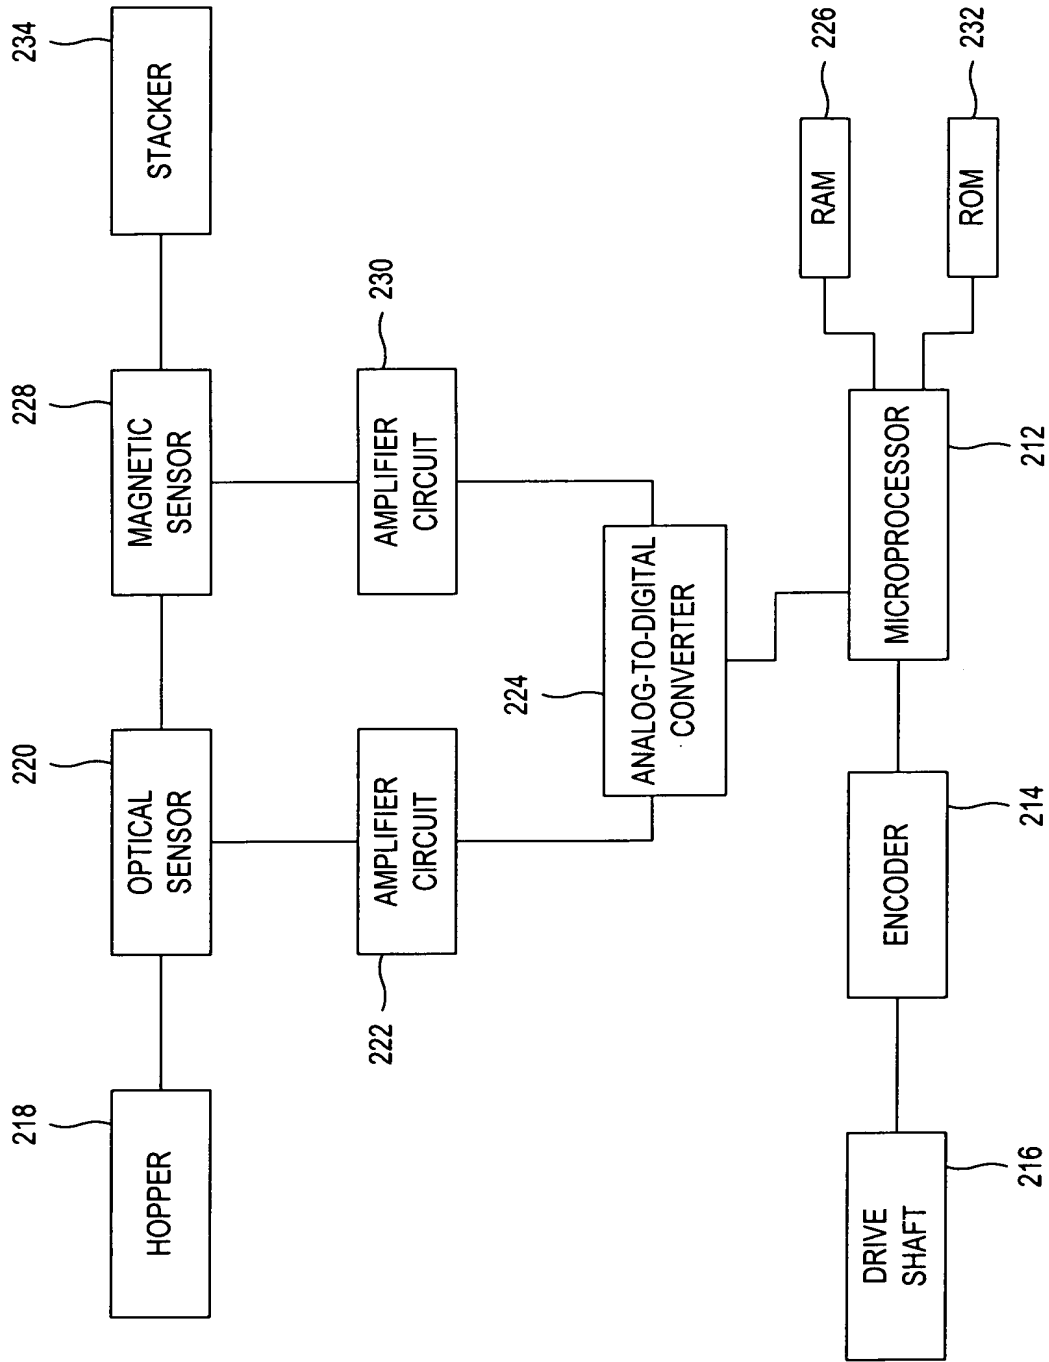 218
HOPPER
220
OPTICAL
SENSOR
228
MAGNETIC
SENSOR
234
STACKER
222
AMPLIFIER
CIRCUIT
AMPLIFIER
CIRCUIT
230
224
ANALOG-TO-DIGITAL
CONVERTER
DRIVE
SHAFT
216
ENCODER
214
MICROPROCESSOR
212
RAM
226
ROM
232